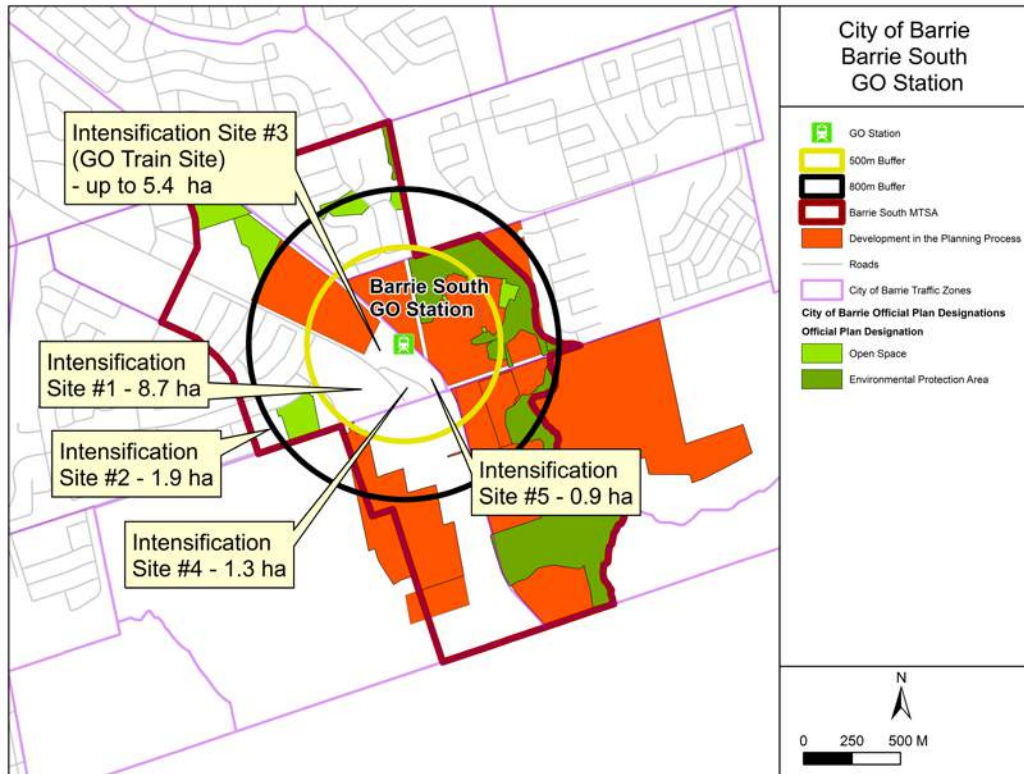 Intensification Site #3
(GO Train Site)
- up to 5.4 ha
Barrie South
GO Station
Intensification
Site #1 - 8.7 ha
Intensification
Site #2 - 1.9 ha
Intensification
Site #5 - 0.9 ha
Intensification
Site #4 - 1.3 ha
City of Barrie
Barrie South
GO Station
GO Station
500m Buffer
800m Buffer
Barrie South MTSA
Development in the Planning Process
Roads
City of Barrie Traffic Zones
City of Barrie Official Plan Designations
Official Plan Designation
Open Space
Environmental Protection Area
N
0 250 500 M